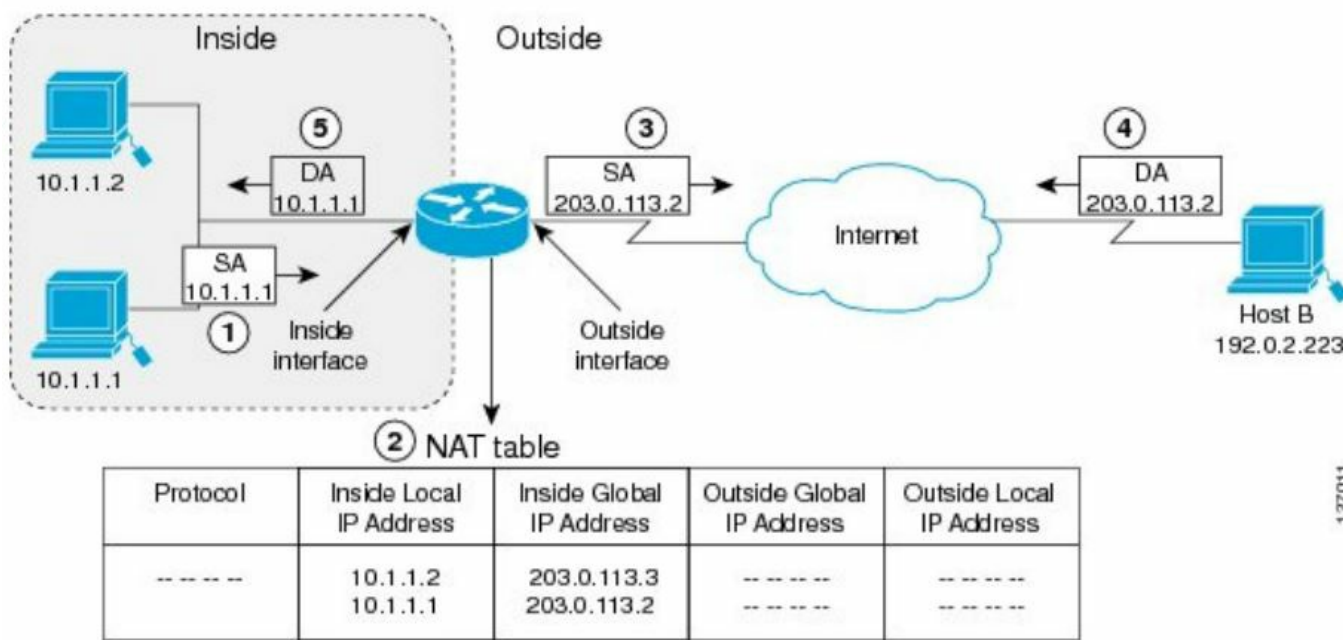 Inside
Outside
5
3
4
DA
10.1.1.1
SA
203.0.113.2
DA
203.0.113.2
10.1.1.2
Internet
SA
10.1.1.1
1
Inside
interface
Outside
interface
Host B
192.0.2.223
10.1.1.1
2 NAT table
Protocol
Inside Local
IP Address
Inside Global
IP Address
Outside Global
IP Address
Outside Local
IP Address
-- -- -- --
10.1.1.2
203.0.113.3
-- -- -- --
-- -- -- --
10.1.1.1
203.0.113.2
-- -- -- --
-- -- -- --